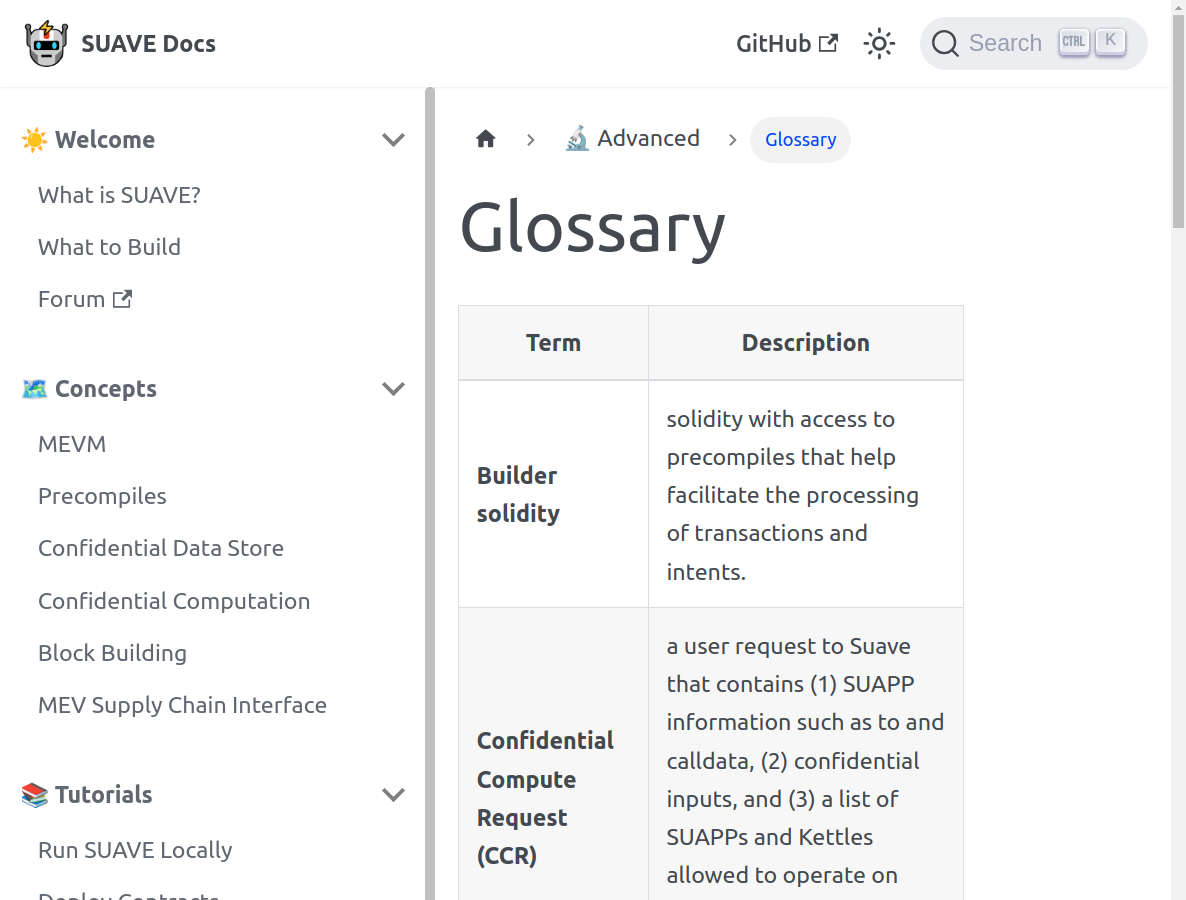 SUAVE Docs
GitHub
Search
CTRL
K
☀️ Welcome
What is SUAVE?
What to Build
Forum
🗺️ Concepts
MEVM
Precompiles
Confidential Data Store
Confidential Computation
Block Building
MEV Supply Chain Interface
📚 Tutorials
Run SUAVE Locally
Deploy Contracts
🔬 Advanced
Glossary
Glossary
Term
Description
Builder
solidity
solidity with access to
precompiles that help
facilitate the processing
of transactions and
intents.
Confidential
Compute
Request
(CCR)
a user request to Suave
that contains (1) SUAPP
information such as to and
calldata, (2) confidential
inputs, and (3) a list of
SUAPPs and Kettles
allowed to operate on